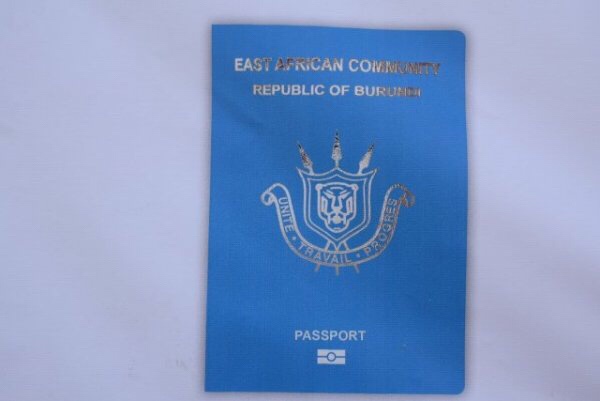 EAST AFRICAN COMMUNITY
REPUBLIC OF BURUNDI
UNITE • TRAVAIL • PROGRES
PASSPORT